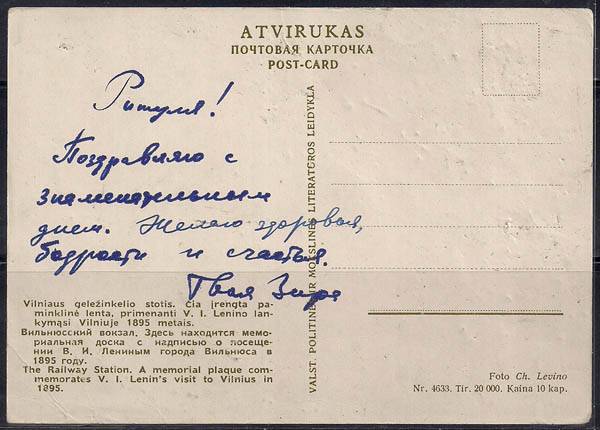 ATVIRUKAS
ПОЧТОВАЯ КАРТОЧКА
POST-CARD
Ритуля!
Поздравляю с
знаменательным
днем. Желаю здоровья,
бодрости и счастья.
Твоя Зира
Vilniaus geležinkelio stotis. Čia įrengta pa-
minklinė lenta, primenanti V. I. Lenino lan-
kymąsi Vilniuje 1895 metais.
Вильнюсский вокзал. Здесь находится мемо-
риальная доска с надписью о посеще-
нии В. И. Лениным города Вильнюса в
1895 году.
The Railway Station. A memorial plaque com-
memorates V. I. Lenin's visit to Vilnius in
1895.
VALST. POLITINĖS IR MOKSLINĖS LITERATŪROS LEIDYKLA
Foto Ch. Levino
Nr. 4633. Tir. 20 000. Kaina 10 kap.